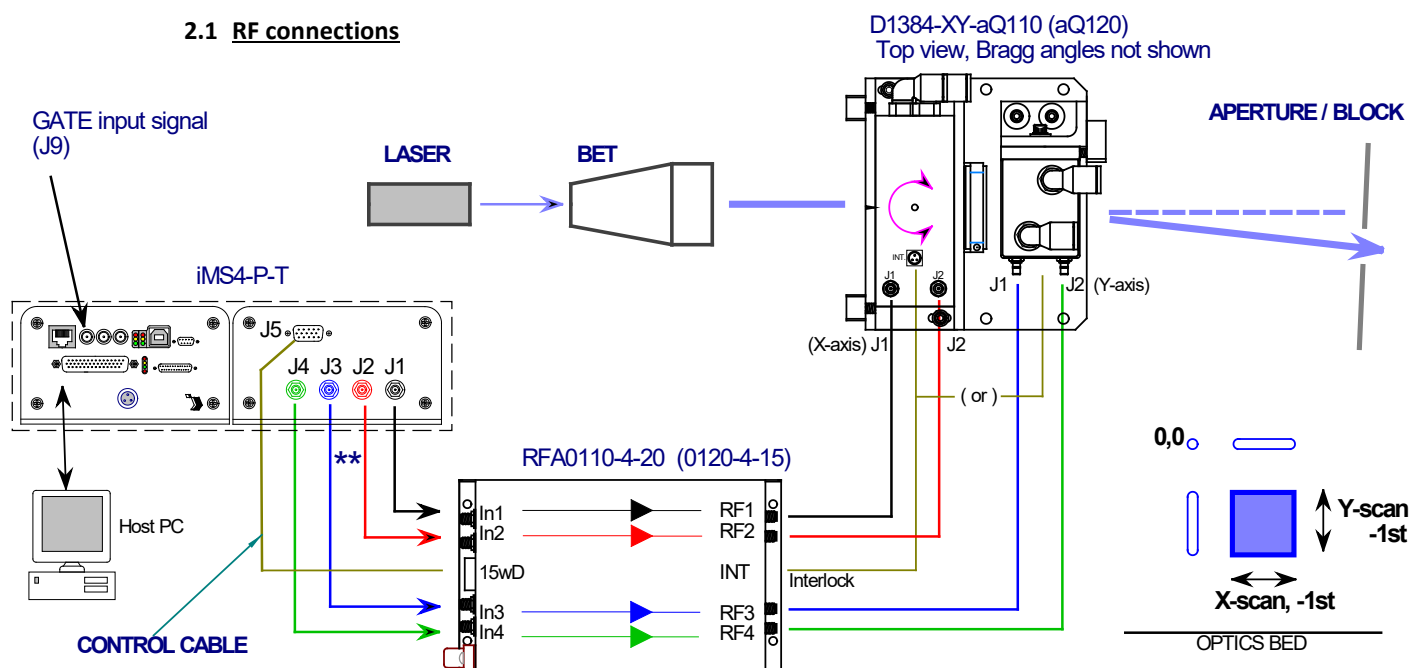 2.1 RF connections
D1384-XY-aQ110 (aQ120)
Top view, Bragg angles not shown
GATE input signal
(J9)
LASER
BET
APERTURE / BLOCK
INT.
J1
J2
iMS4-P-T
J1
J2
(Y-axis)
J5
J4
J3
J2
J1
(X-axis)
J1
J2
( or )
**
RFA0110-4-20 (0120-4-15)
0,0
Host PC
In1
RF1
In2
RF2
Y-scan
-1st
15wD
INT
Interlock
In3
RF3
X-scan, -1st
In4
RF4
CONTROL CABLE
OPTICS BED